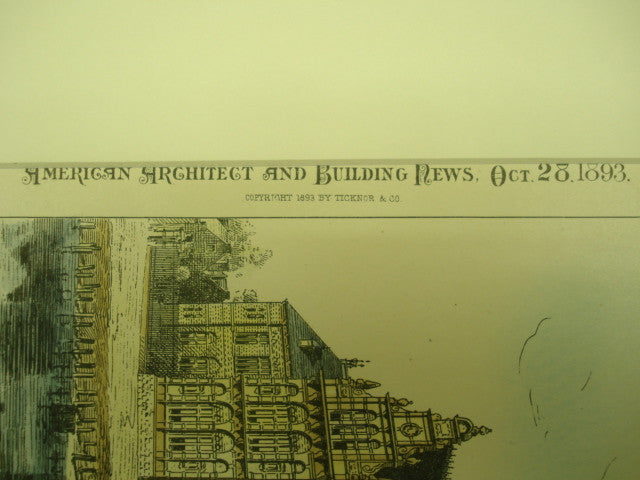 American Architect and Building News, Oct. 28, 1893.
COPYRIGHT 1893 BY TICKNOR & CO.